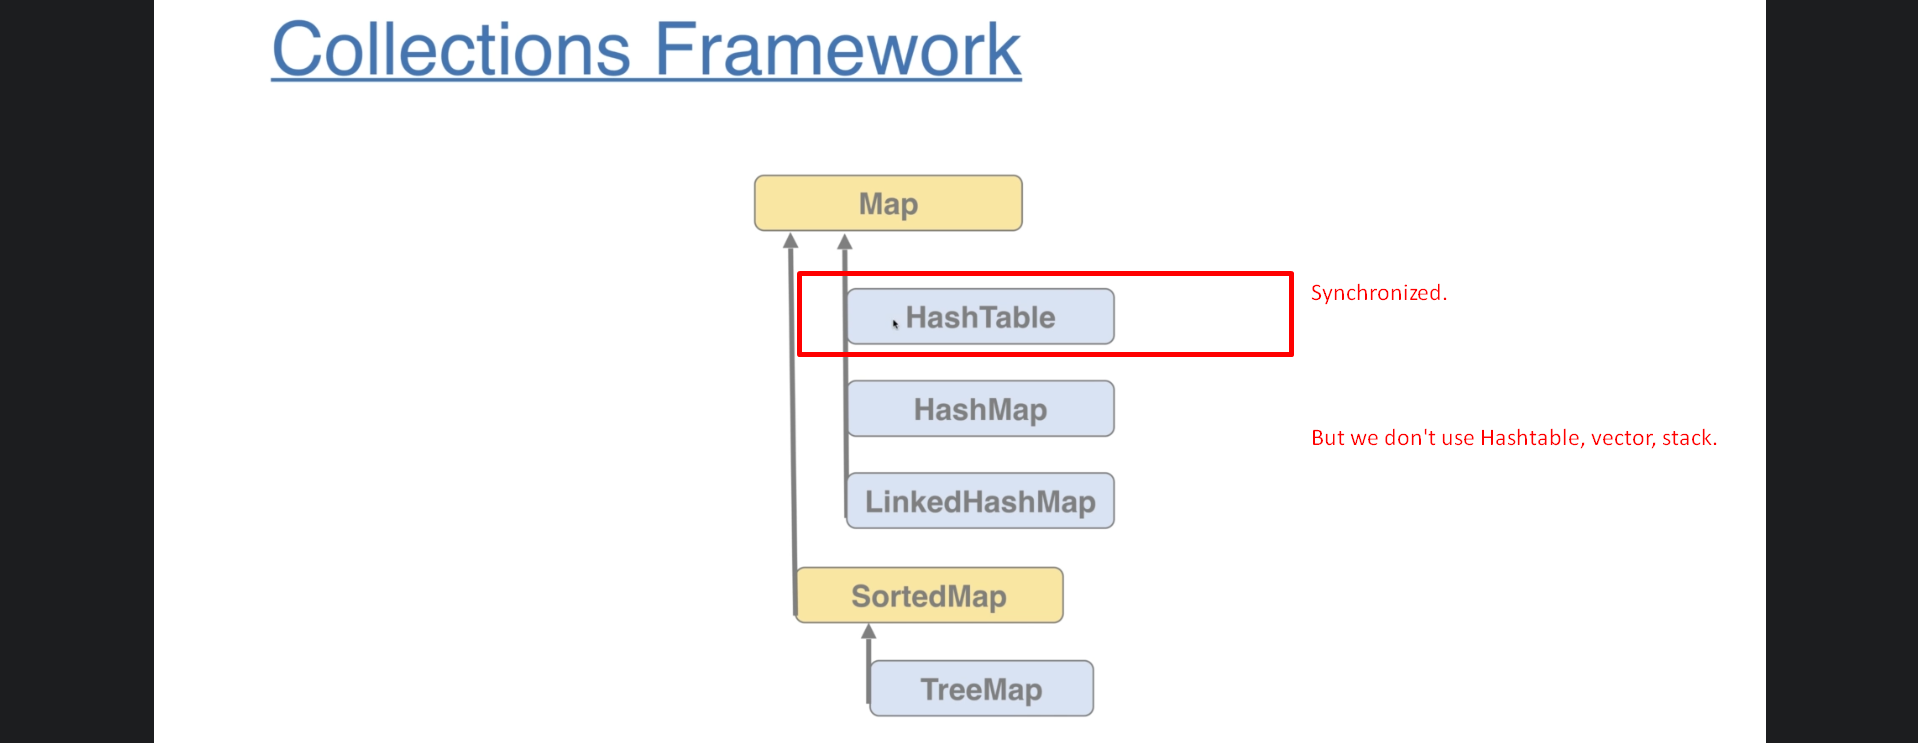 Collections Framework
Map
HashTable
Synchronized.
HashMap
But we don't use Hashtable, vector, stack.
LinkedHashMap
SortedMap
TreeMap